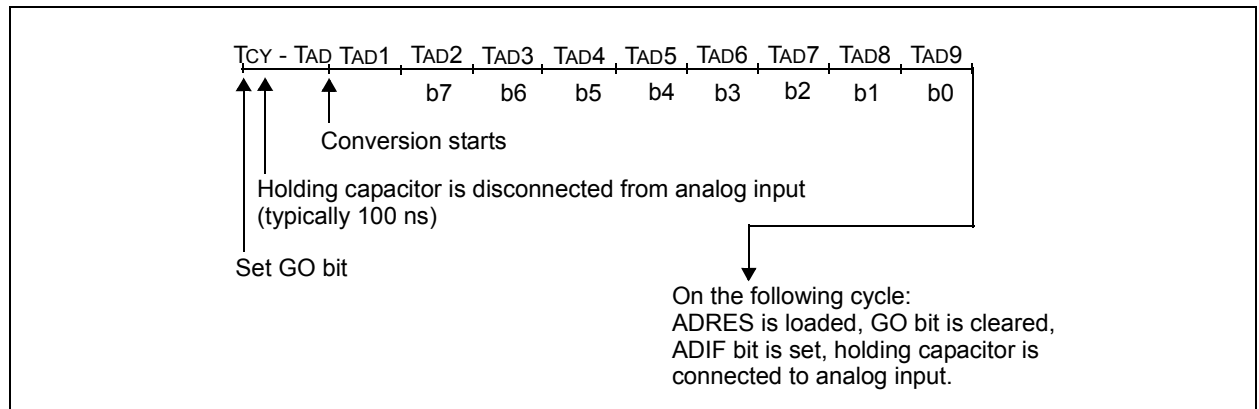 TCY - TAD TAD1 TAD2 TAD3 TAD4 TAD5 TAD6 TAD7 TAD8 TAD9
b7 b6 b5 b4 b3 b2 b1 b0
Conversion starts
Holding capacitor is disconnected from analog input
(typically 100 ns)
Set GO bit
On the following cycle:
ADRES is loaded, GO bit is cleared,
ADIF bit is set, holding capacitor is
connected to analog input.